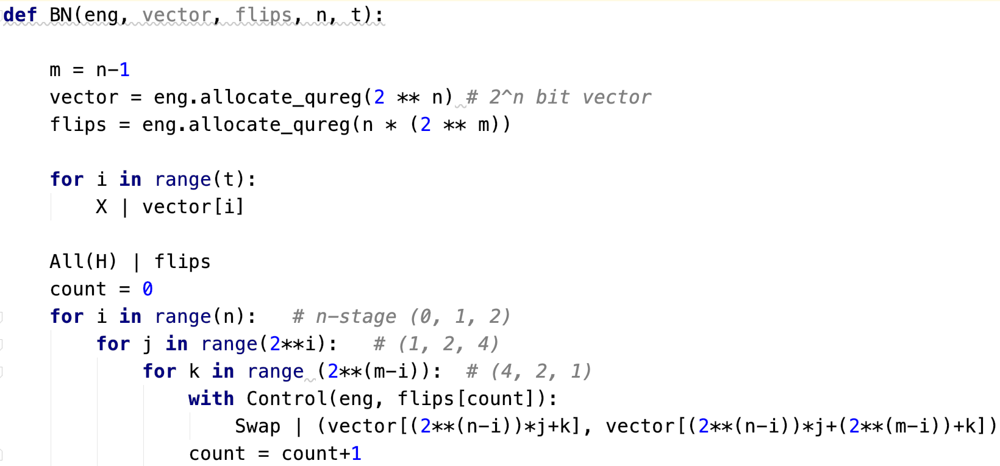 def BN(eng, vector, flips, n, t):
    m = n-1
    vector = eng.allocate_qureg(2 ** n) # 2^n bit vector
    flips = eng.allocate_qureg(n * (2 ** m))
    for i in range(t):
        X | vector[i]
    All(H) | flips
    count = 0
    for i in range(n):   # n-stage (0, 1, 2)
        for j in range(2**i):   # (1, 2, 4)
            for k in range (2**(m-i)):  # (4, 2, 1)
                with Control(eng, flips[count]):
                    Swap | (vector[(2**(n-i))*j+k], vector[(2**(n-i))*j+(2**(m-i))+k])
                count = count+1